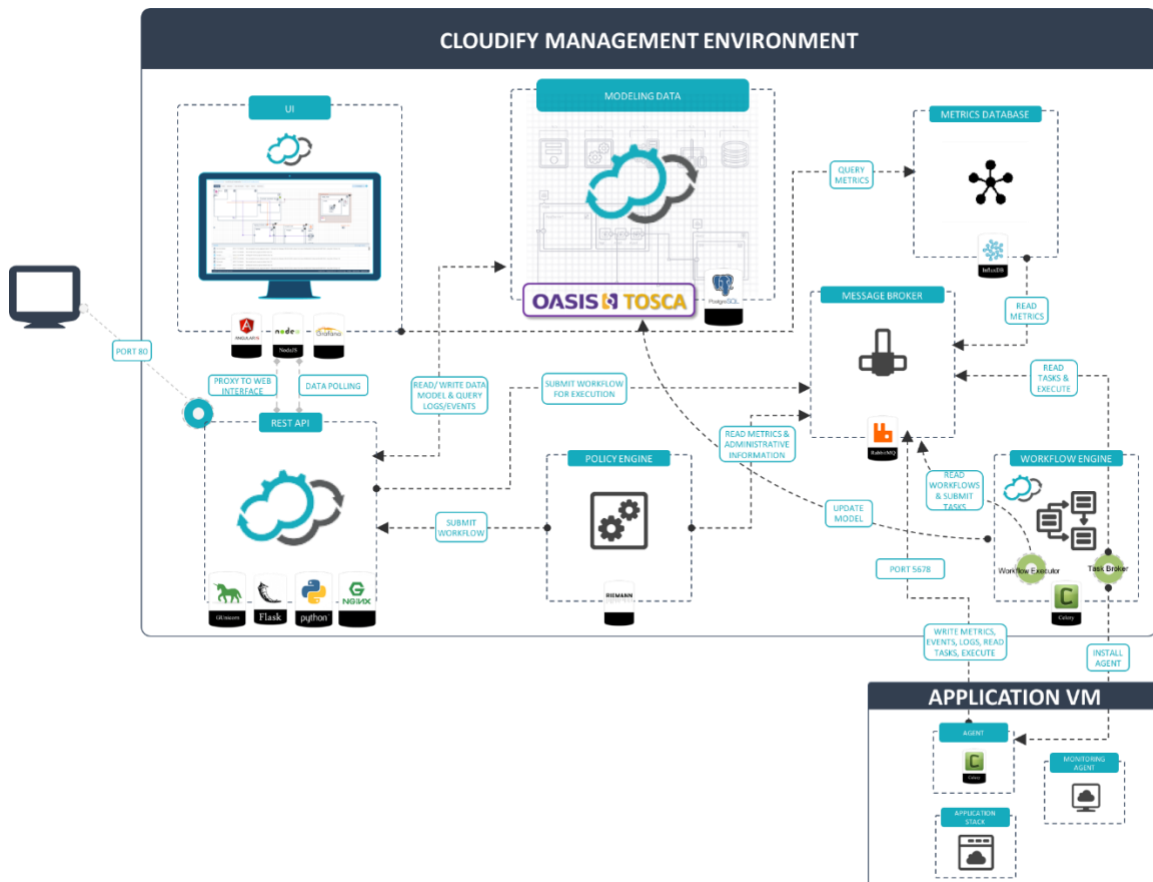 CLOUDIFY MANAGEMENT ENVIRONMENT
UI
MODELING DATA
METRICS DATABASE
QUERY
METRICS
InfluxDB
OASIS TOSCA
PostgreSQL
MESSAGE BROKER
READ
METRICS
ANGULARJS
node
NodeJS
Grafana
PORT 80
PROXY TO WEB
INTERFACE
DATA POLLING
READ/ WRITE DATA
MODEL & QUERY
LOGS/EVENTS
SUBMIT WORKFLOW
FOR EXECUTION
READ
TASKS &
EXECUTE
REST API
READ METRICS &
ADMINISTRATIVE
INFORMATION
RabbitMQ
POLICY ENGINE
WORKFLOW ENGINE
READ
WORKFLOWS
& SUBMIT
TASKS
SUBMIT
WORKFLOW
UPDATE
MODEL
PORT 5678
Workflow Executor
Task Broker
GUnicorn
Flask
python
NGINX
RIEMANN
Celery
WRITE METRICS,
EVENTS, LOGS, READ
TASKS, EXECUTE
INSTALL
AGENT
APPLICATION VM
AGENT
Celery
MONITORING
AGENT
APPLICATION
STACK